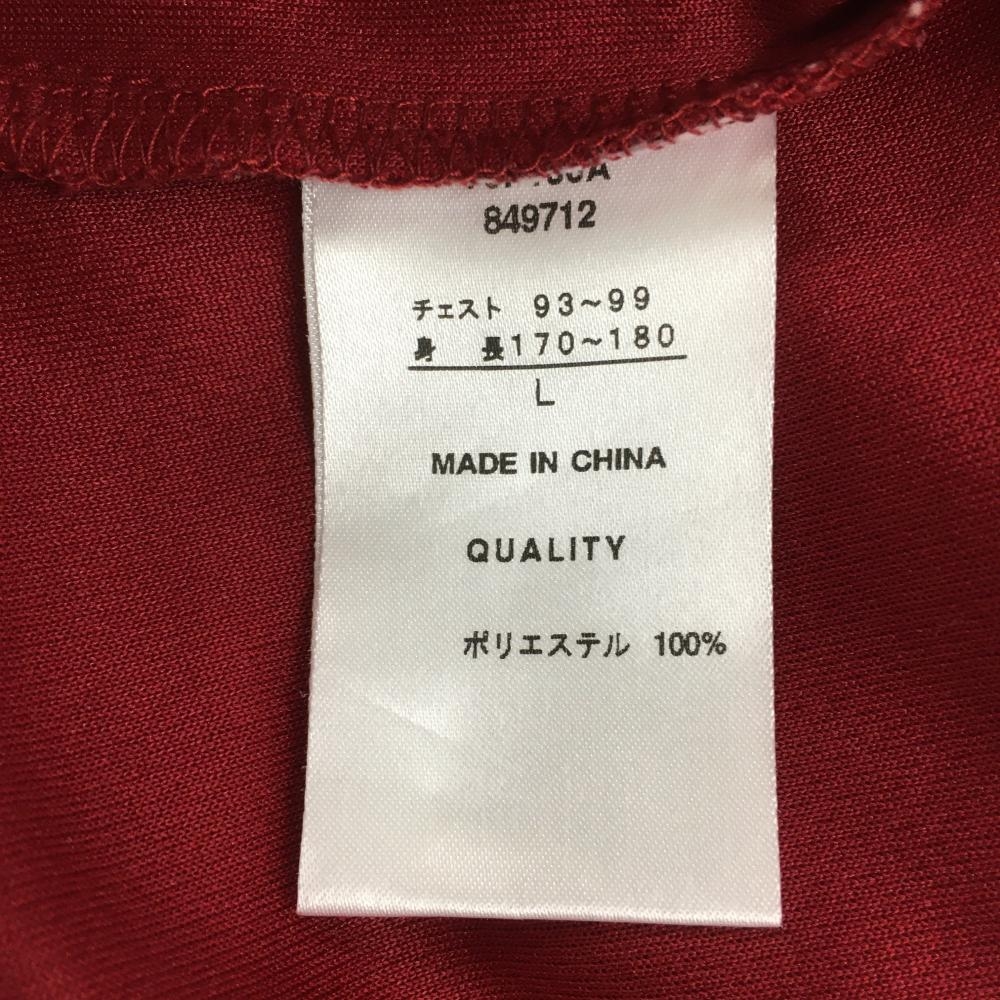 849712
チェスト 93~99
身 長170~180
L
MADE IN CHINA
QUALITY
ポリエステル 100%